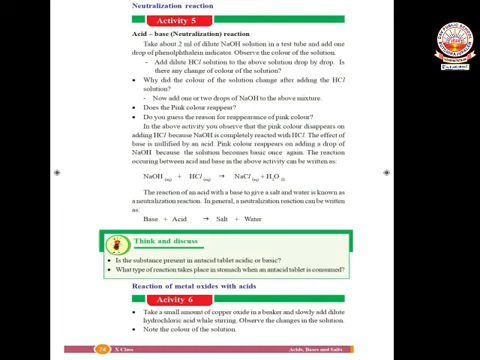 Neutralization reaction
Activity 5
Acid – base (Neutralization) reaction
Take about 2 ml of dilute NaOH solution in a test tube and add one
drop of phenolphthalein indicator. Observe the colour of the solution.
- Add dilute HCl solution to the above solution drop by drop. Is
there any change of colour of the solution?
• Why did the colour of the solution change after adding the HCl
solution?
- Now add one or two drops of NaOH to the above mixture.
• Does the Pink colour reappear?
• Do you guess the reason for reappearance of pink colour?
In the above activity you observe that the pink colour disappears on
adding HCl because NaOH is completely reacted with HCl. The effect of
base is nullified by an acid. Pink colour reappears on adding a drop of
NaOH because the solution becomes basic once again. The reaction
occuring between acid and base in the above activity can be written as:
NaOH (aq) + HCl (aq) → NaCl (aq) + H2O (l)
The reaction of an acid with a base to give a salt and water is known as
a neutralization reaction. In general, a neutralization reaction can be written
as:
Base + Acid → Salt + Water
Think and discuss
• Is the substance present in antacid tablet acidic or basic?
• What type of reaction takes place in stomach when an antacid tablet is consumed?
Reaction of metal oxides with acids
Acivity 6
• Take a small amount of copper oxide in a beaker and slowly add dilute
hydrochloric acid while stirring. Observe the changes in the solution.
• Note the colour of the solution.
X Class
Acids, Bases and Salts